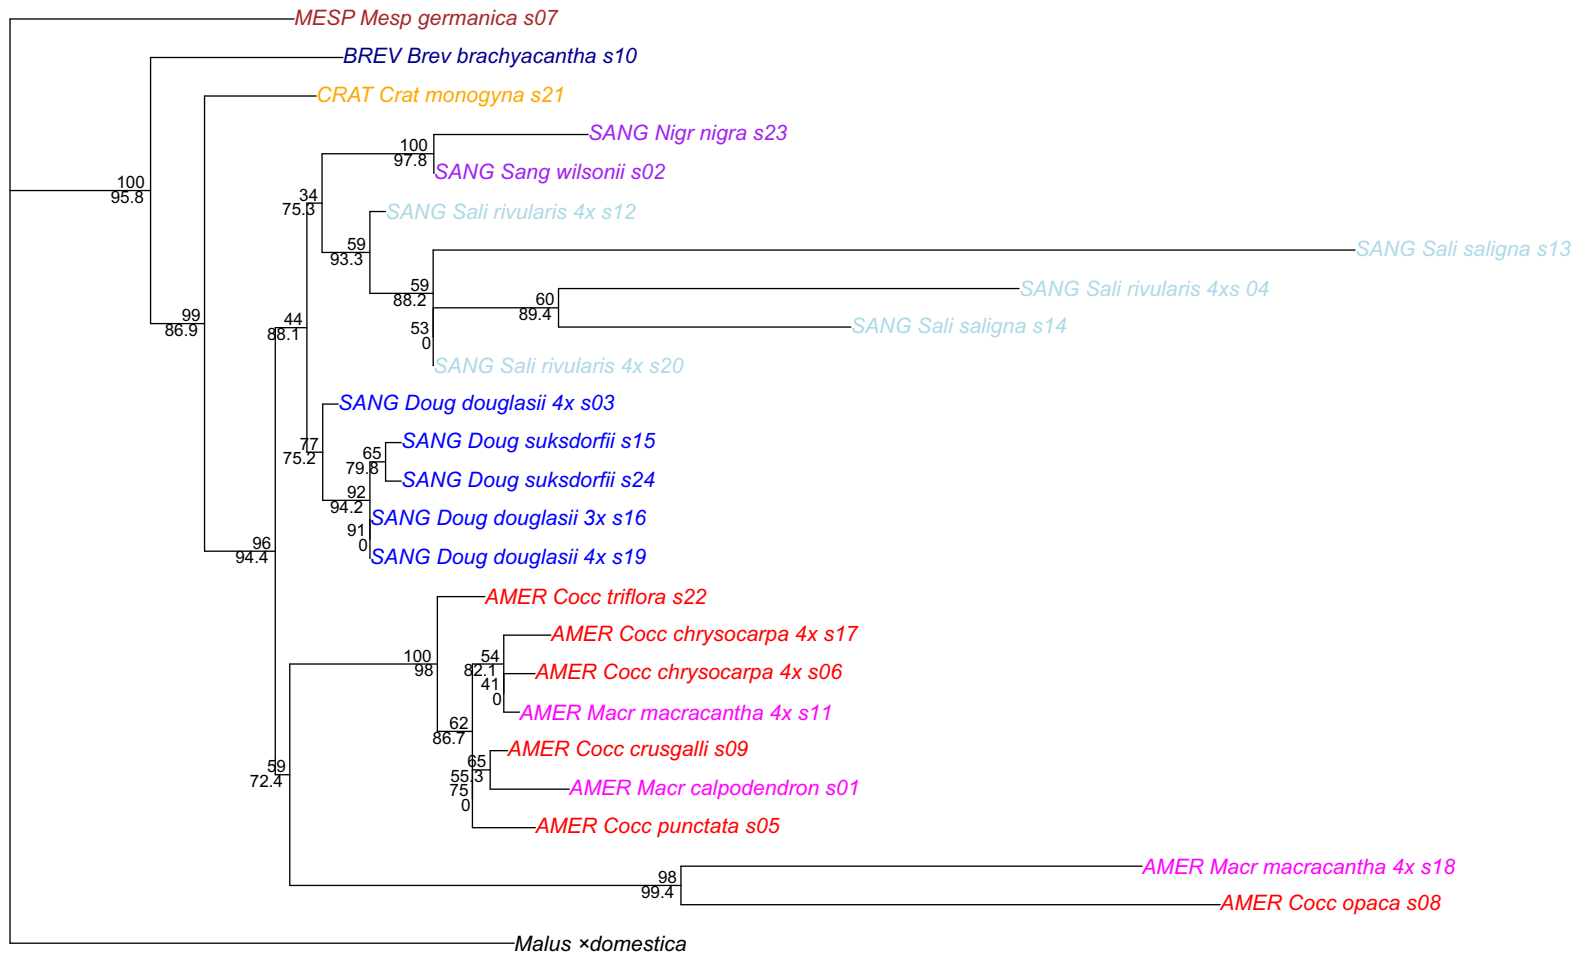 MESP Mesp germanica s07
BREV Brev brachyacantha s10
CRAT Crat monogyna s21
SANG Nigr nigra s23
100
97.8
SANG Sang wilsonii s02
100
95.8
34
75.3
SANG Sali rivularis 4x s12
59
93.3
SANG Sali saligna s13
59
88.2
SANG Sali rivularis 4xs 04
60
89.4
99
86.9
44
88.1
SANG Sali saligna s14
53
0
SANG Sali rivularis 4x s20
SANG Doug douglasii 4x s03
77
75.2
SANG Doug suksdorfii s15
65
79.8
SANG Doug suksdorfii s24
92
94.2
SANG Doug douglasii 3x s16
91
0
96
94.4
SANG Doug douglasii 4x s19
AMER Cocc triflora s22
AMER Cocc chrysocarpa 4x s17
100
98
54
82.1
AMER Cocc chrysocarpa 4x s06
41
0
AMER Macr macracantha 4x s11
62
86.7
AMER Cocc crusgalli s09
59
72.4
65
55.3
75
0
AMER Macr calpodendron s01
AMER Cocc punctata s05
AMER Macr macracantha 4x s18
98
99.4
AMER Cocc opaca s08
Malus ×domestica